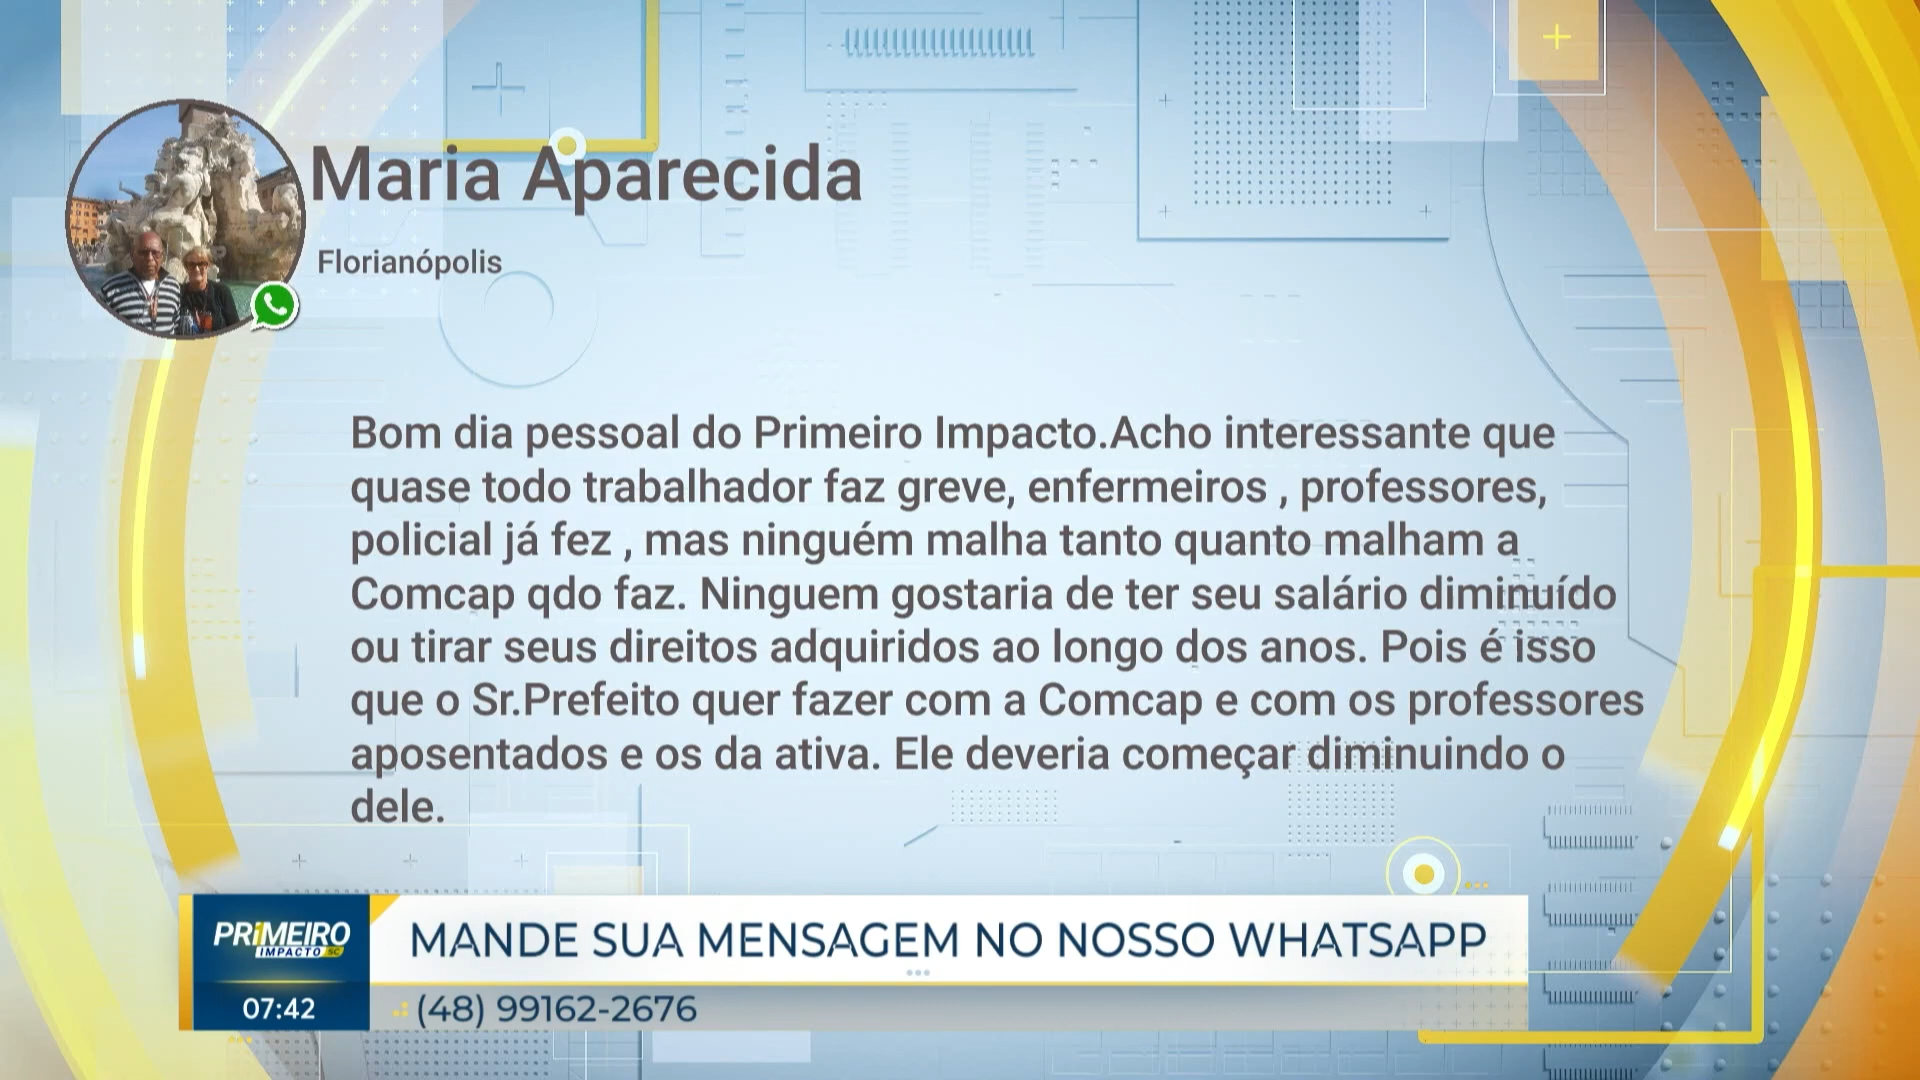 Maria Aparecida
Florianópolis
Bom dia pessoal do Primeiro Impacto.Acho interessante que
quase todo trabalhador faz greve, enfermeiros , professores,
policial já fez , mas ninguém malha tanto quanto malham a
Comcap qdo faz. Ninguem gostaria de ter seu salário diminuído
ou tirar seus direitos adquiridos ao longo dos anos. Pois é isso
que o Sr.Prefeito quer fazer com a Comcap e com os professores
aposentados e os da ativa. Ele deveria começar diminuindo o
dele.
PRiMEIRO
IMPACTO SC
MANDE SUA MENSAGEM NO NOSSO WHATSAPP
07:42
(48) 99162-2676